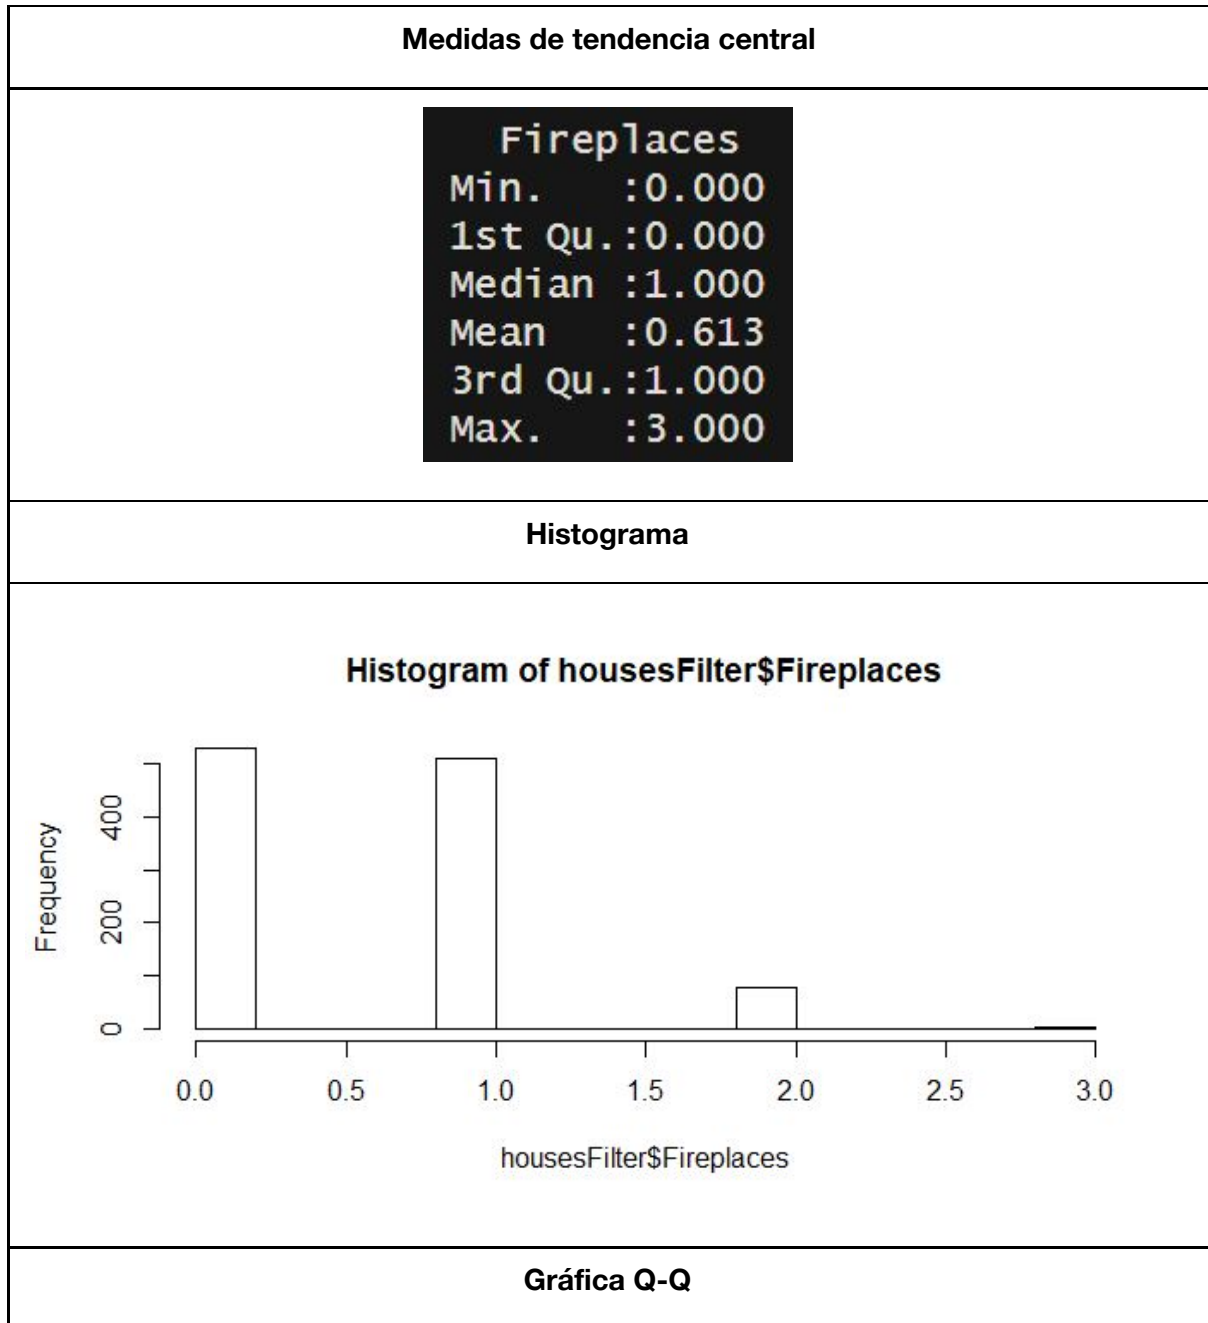 Medidas de tendencia central
Fireplaces
Min.   :0.000
1st Qu.:0.000
Median :1.000
Mean   :0.613
3rd Qu.:1.000
Max.   :3.000
Histograma
Histogram of housesFilter$Fireplaces
Frequency
400
200
0
0.0 0.5 1.0 1.5 2.0 2.5 3.0
housesFilter$Fireplaces
Gráfica Q-Q